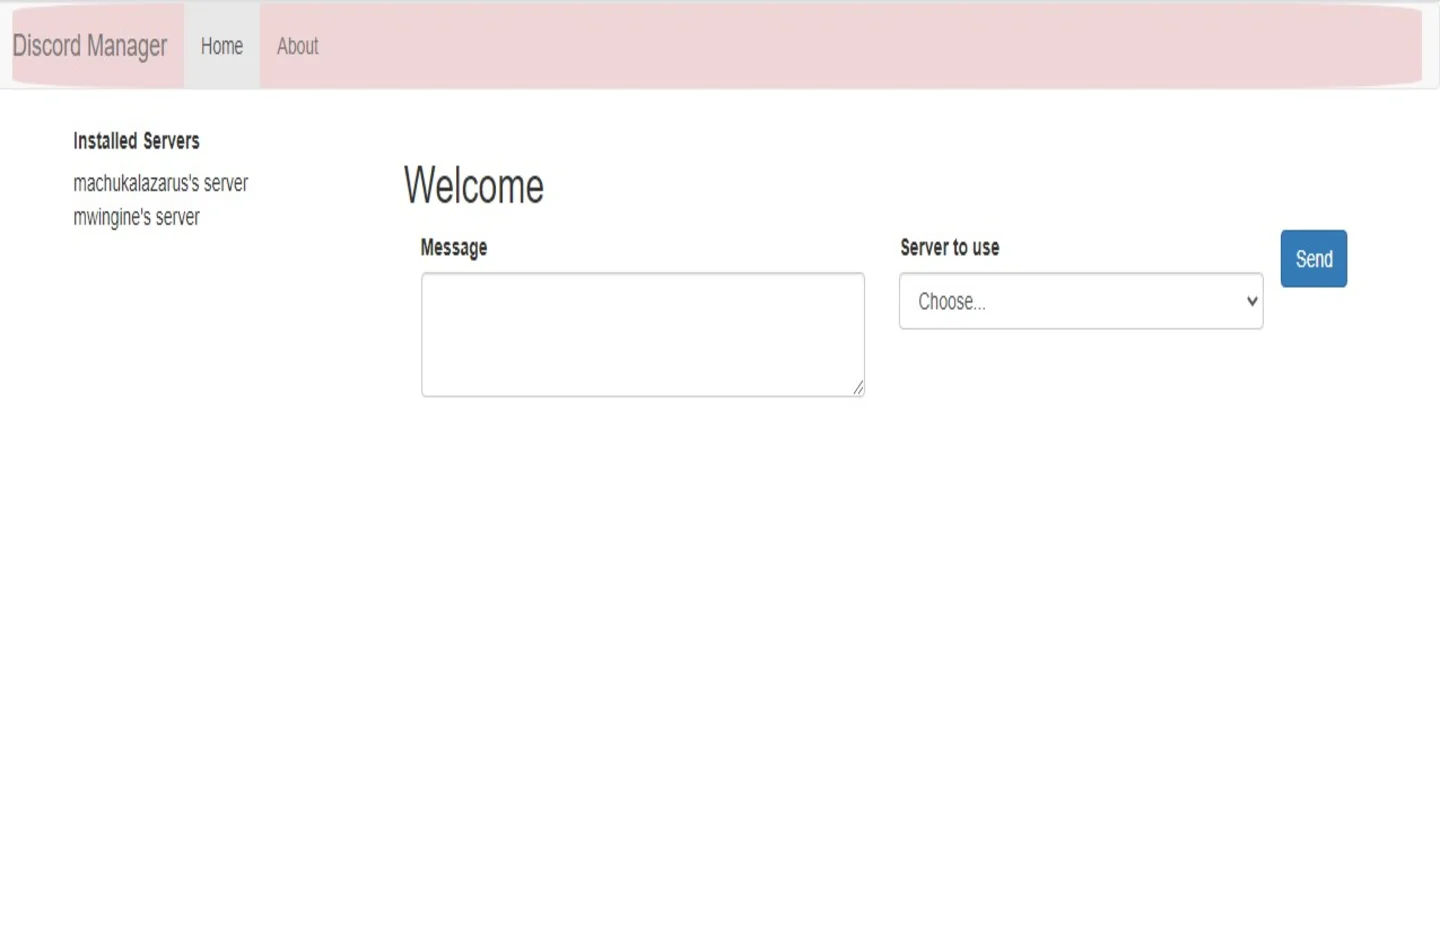 Discord Manager Home About
Installed Servers
machukalazarus's server
mwingine's server
Welcome
Message
Server to use
Send
Choose...